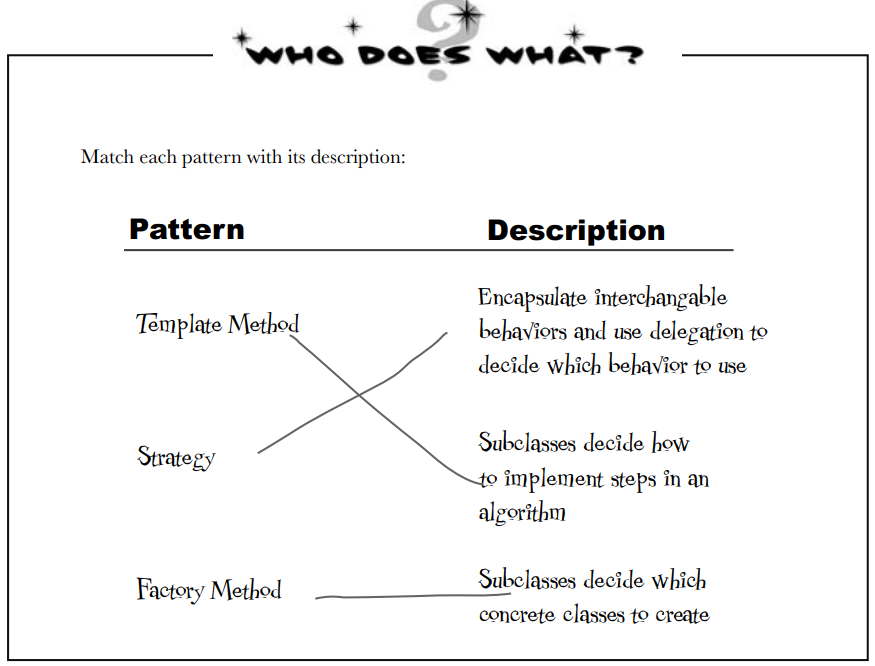 WHO DOES WHAT?
Match each pattern with its description:
Pattern
Description
Template Method
Encapsulate interchangable
behaviors and use delegation to
decide which behavior to use
Strategy
Subclasses decide how
to implement steps in an
algorithm
Factory Method
Subclasses decide which
concrete classes to create